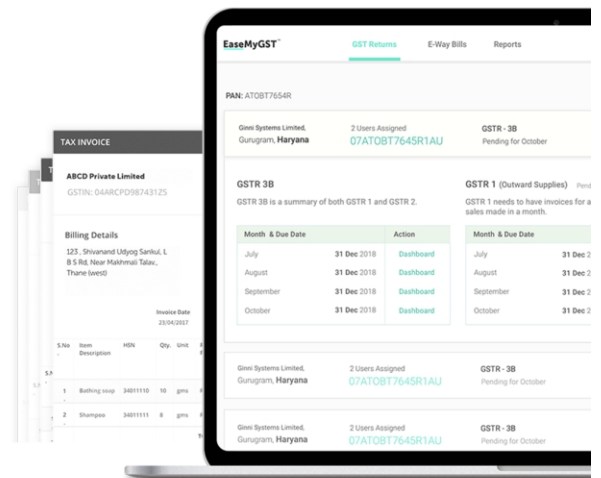 TAX INVOICE
ABCD Private Limited
GSTIN: 04ARCPD987431Z5
Billing Details
123 , Shivanand Udyog Sankul, L
B S Rd, Near Makhmali Talav.,
Thane (west)
Invoice Date
23/04/2017
S.No Item HSN Qty. Unit
. Description
1 Bathing soap 34011110 10 gms
.
2 Shampoo 34011111 8 gms
.
EaseMyGST™
GST Returns E-Way Bills Reports
PAN: ATOBT7654R
Ginni Systems Limited, 2 Users Assigned GSTR - 3B
Gurugram, Haryana 07ATOBT7645R1AU Pending for October
GSTR 3B
GSTR 3B is a summary of both GSTR 1 and GSTR 2.
Month & Due Date Action
July 31 Dec 2018 Dashboard
August 31 Dec 2018 Dashboard
September 31 Dec 2018 Dashboard
October 31 Dec 2018 Dashboard
GSTR 1 (Outward Supplies)
GSTR 1 needs to have invoices for a
sales made in a month.
Month & Due Date
July 31 Dec
August 31 Dec
September 31 Dec
October 31 Dec
Ginni Systems Limited, 2 Users Assigned GSTR - 3B
Gurugram, Haryana 07ATOBT7645R1AU Pending for October
Ginni Systems Limited, 2 Users Assigned GSTR - 3B
Gurugram, Haryana 07ATOBT7645R1AU Pending for October